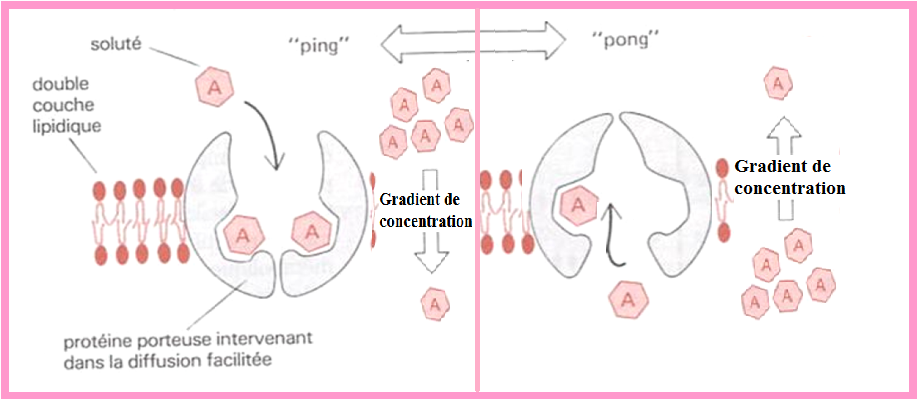 soluté
"ping"
"pong"
double
couche
lipidique
A
A
A
A
A
A
A
A
Gradient de
concentration
A
A
A
A
Gradient de
concentration
A
A
A
A
A
A
protéine porteuse intervenant
dans la diffusion facilitée